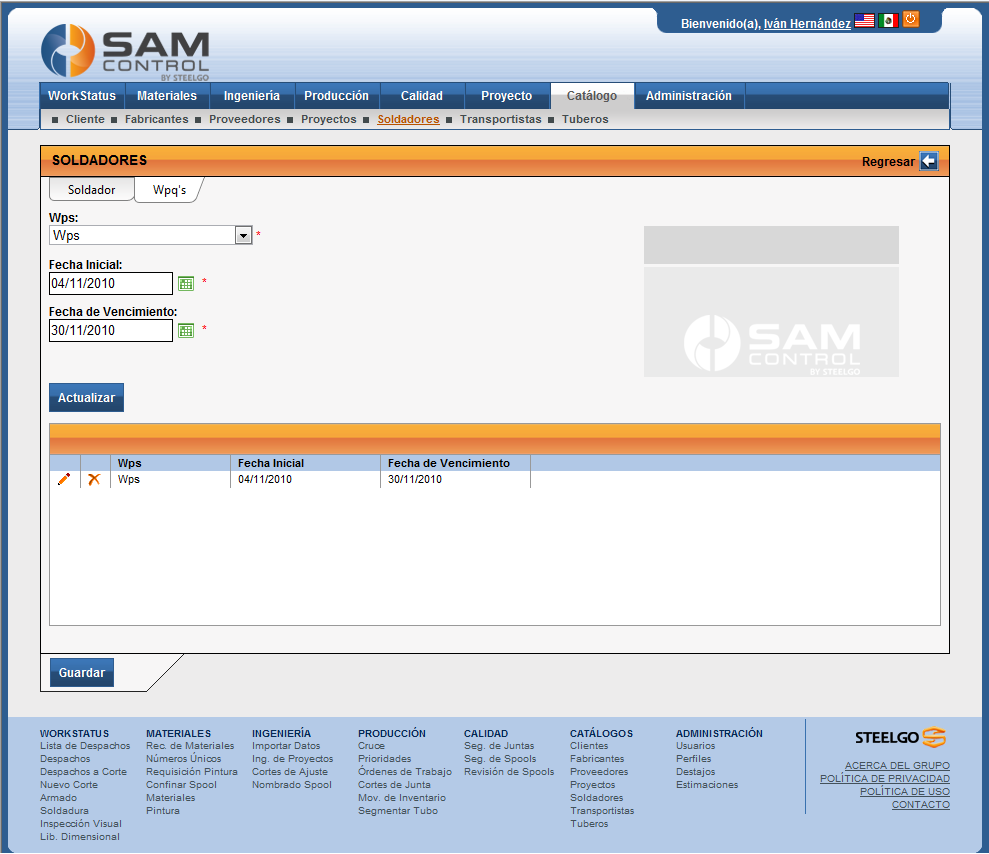 Bienvenido(a), Iván Hernández
SAM
CONTROL
BY STEELGO
WorkStatus Materiales Ingeniería Producción Calidad Proyecto Catálogo Administración
Cliente Fabricantes Proveedores Proyectos Soldadores Transportistas Tuberos
SOLDADORES Regresar
Soldador Wpq's
Wps:
Wps *
Fecha Inicial:
04/11/2010 *
Fecha de Vencimiento:
30/11/2010 *
SAM
CONTROL
BY STEELGO
Actualizar
Wps Fecha Inicial Fecha de Vencimiento
Wps 04/11/2010 30/11/2010
Guardar
WORKSTATUS
Lista de Despachos
Despachos
Despachos a Corte
Nuevo Corte
Armado
Soldadura
Inspección Visual
Lib. Dimensional
MATERIALES
Rec. de Materiales
Números Únicos
Requisición Pintura
Confinar Spool
Materiales
Pintura
INGENIERÍA
Importar Datos
Ing. de Proyectos
Cortes de Ajuste
Nombrado Spool
PRODUCCIÓN
Cruce
Prioridades
Órdenes de Trabajo
Cortes de Junta
Mov. de Inventario
Segmentar Tubo
CALIDAD
Seg. de Juntas
Seg. de Spools
Revisión de Spools
CATÁLOGOS
Clientes
Fabricantes
Proveedores
Proyectos
Soldadores
Transportistas
Tuberos
ADMINISTRACIÓN
Usuarios
Perfiles
Destajos
Estimaciones
STEELGO
ACERCA DEL GRUPO
POLÍTICA DE PRIVACIDAD
POLÍTICA DE USO
CONTACTO